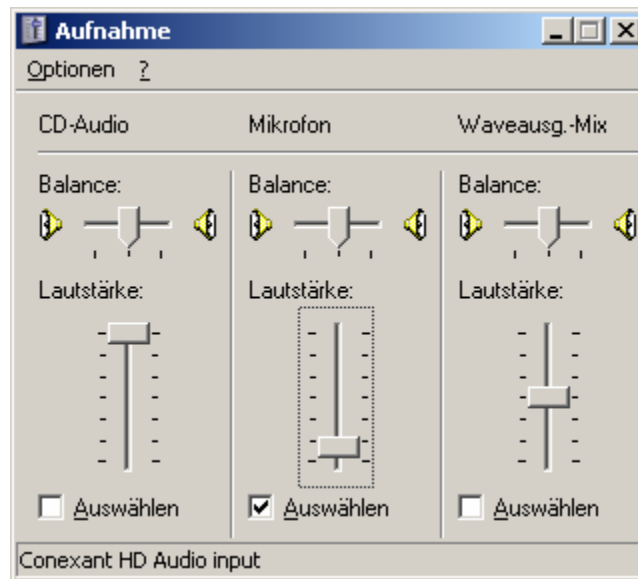 Aufnahme
Optionen ?
CD-Audio Mikrofon Waveausg.-Mix
Balance: Balance: Balance:
Lautstärke: Lautstärke: Lautstärke:
Auswählen Auswählen Auswählen
Conexant HD Audio input